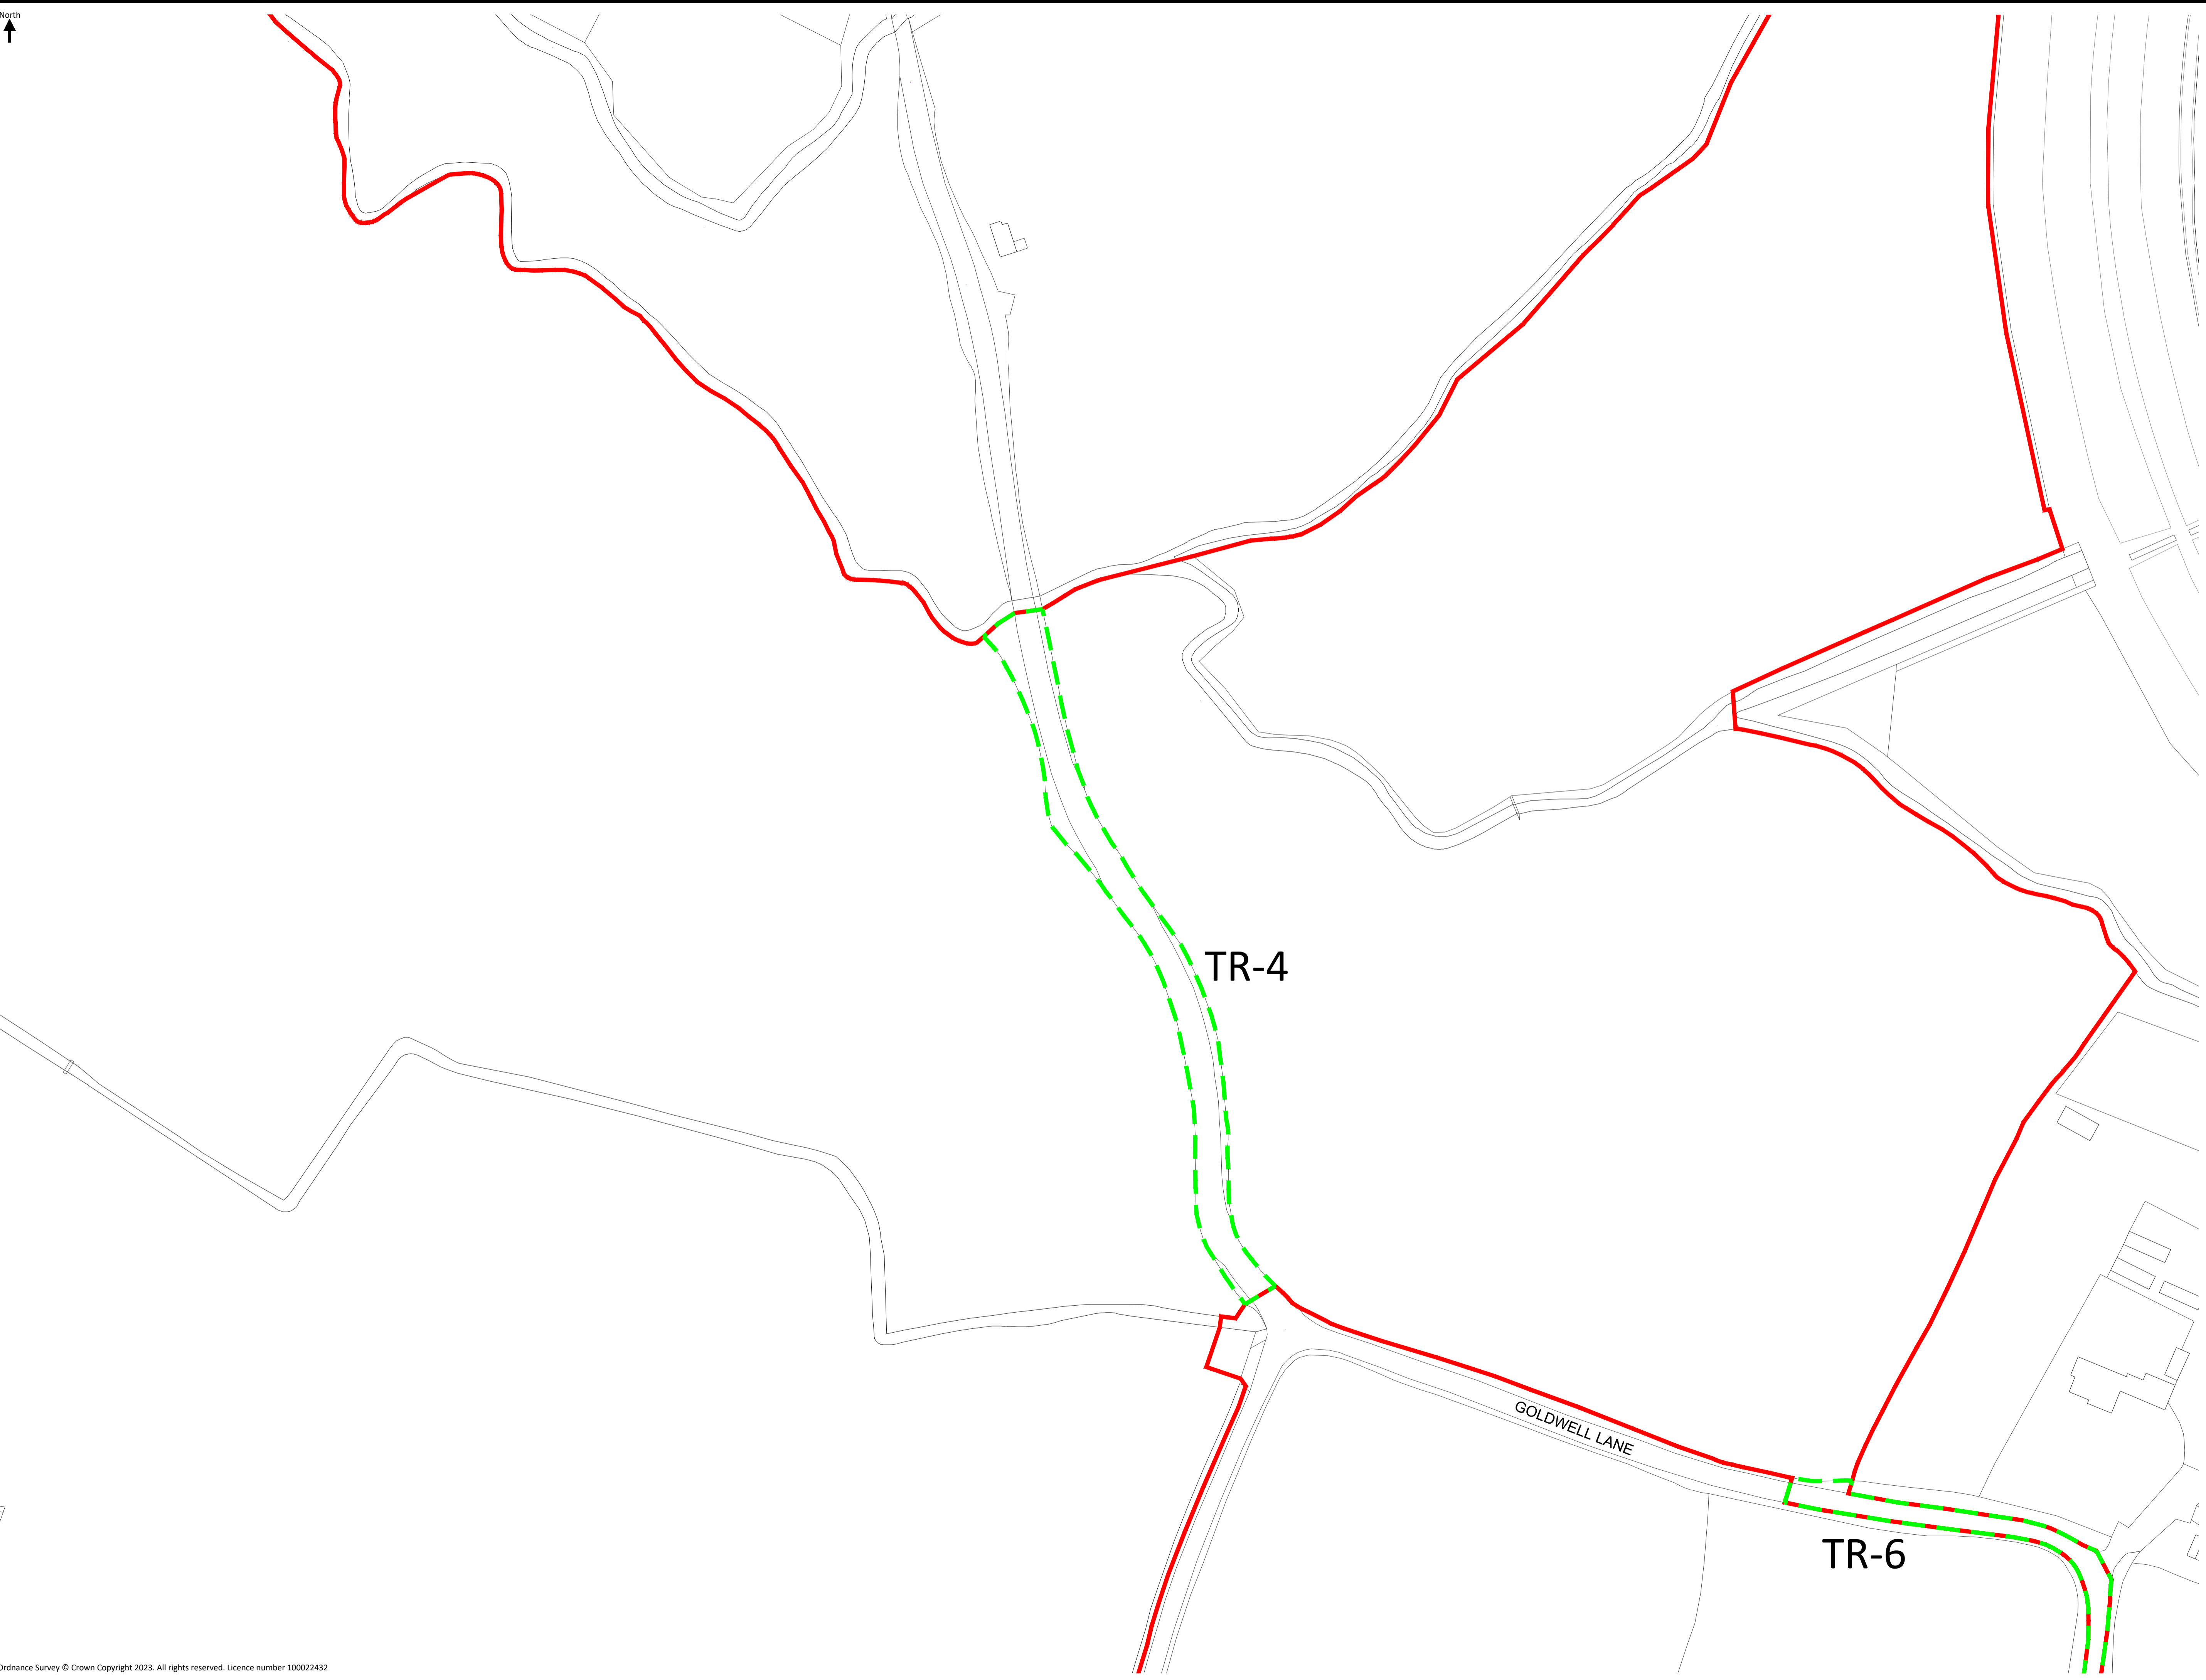 North
TR-4
GOLDWELL LANE
TR-6
Ordnance Survey © Crown Copyright 2023. All rights reserved. Licence number 100022432